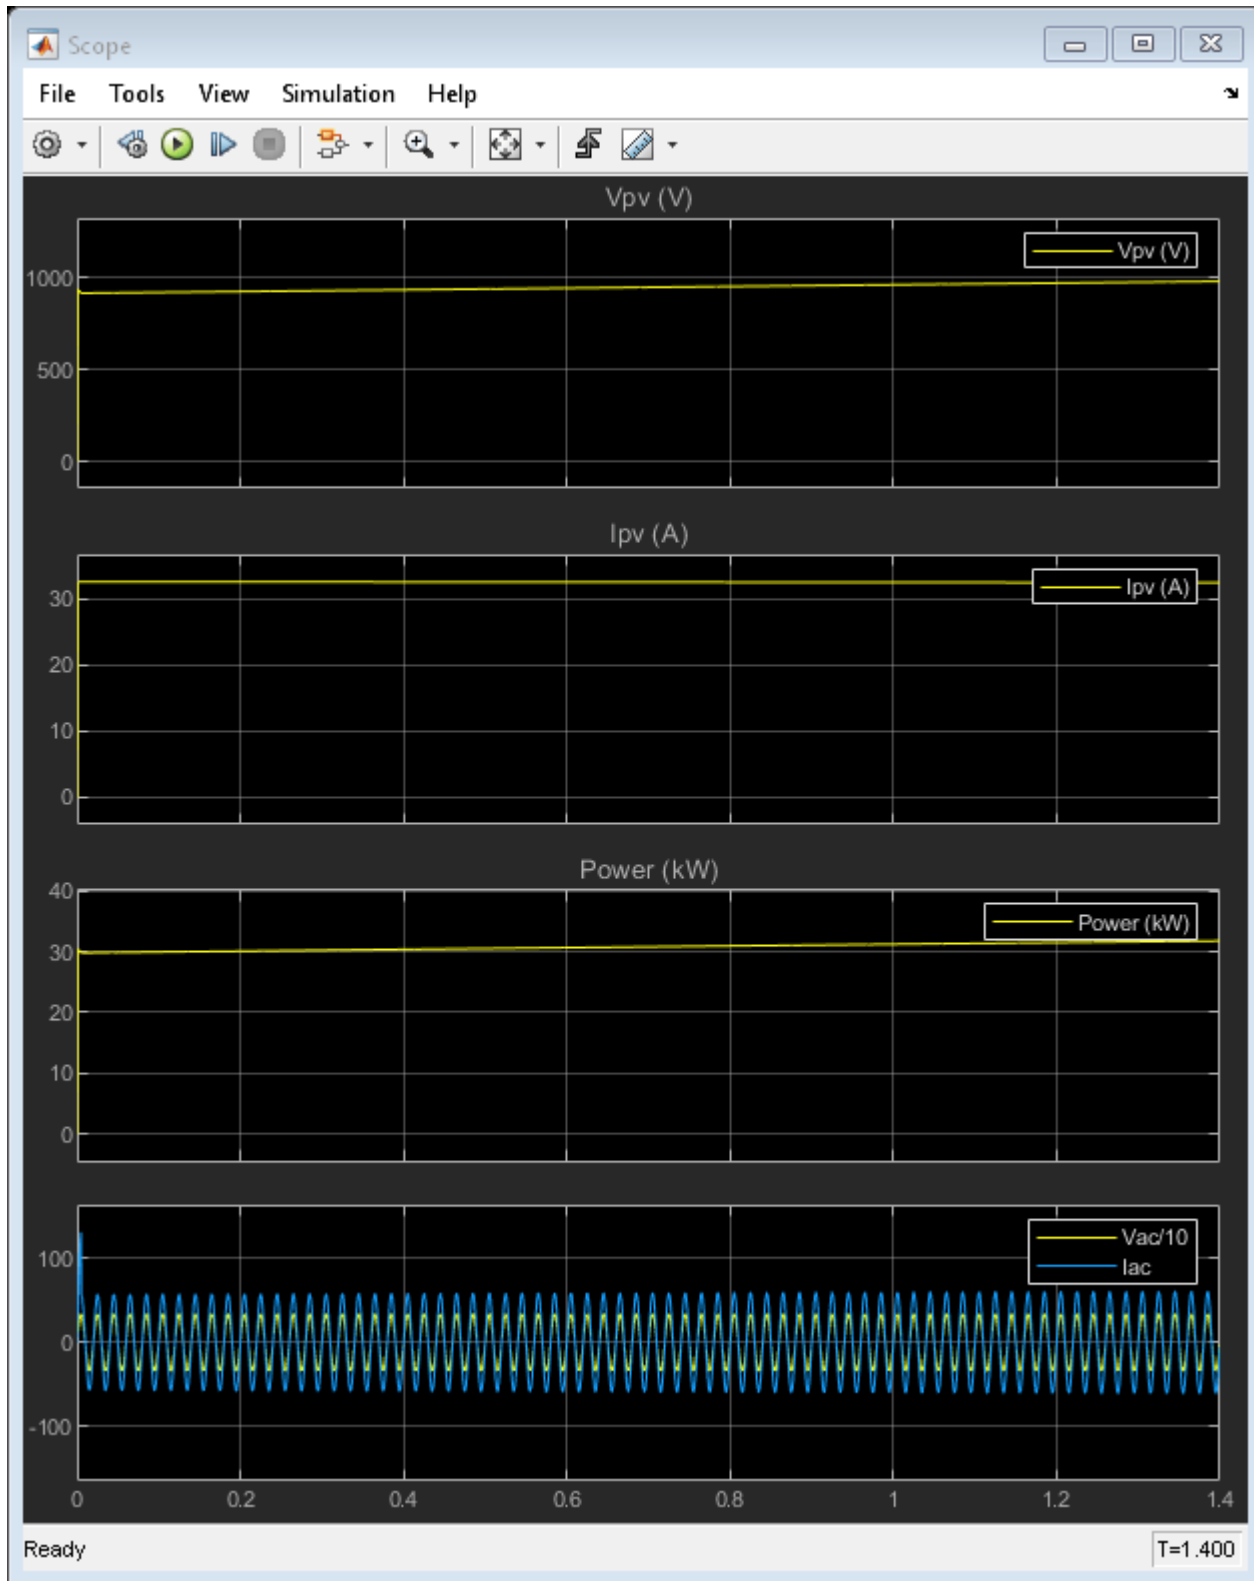 Scope
File Tools View Simulation Help
Vpv (V)
Vpv (V)
1000
500
0
Ipv (A)
Ipv (A)
30
20
10
0
Power (kW)
40
Power (kW)
30
20
10
0
Vac/10
Iac
100
0
-100
0 0.2 0.4 0.6 0.8 1 1.2 1.4
Ready T=1.400